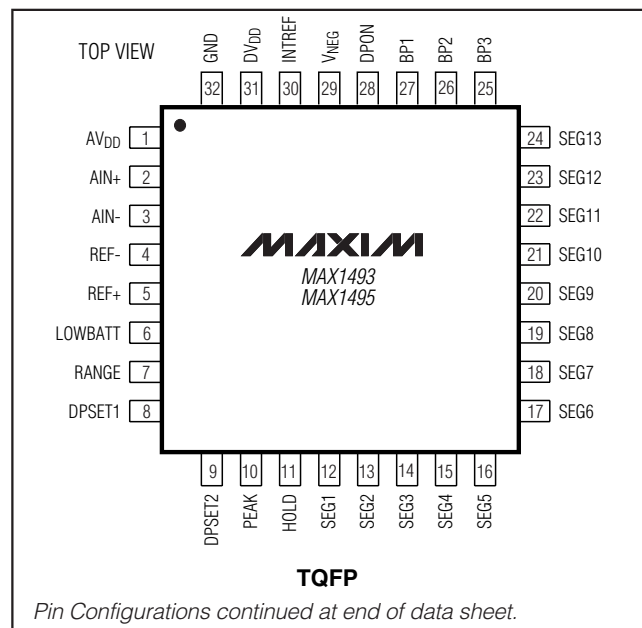 TOP VIEW
GND
DVDD
INTREF
VNEG
DPON
BP1
BP2
BP3
32 31 30 29 28 27 26 25
AVDD 1
AIN+ 2
AIN- 3
REF- 4
REF+ 5
LOWBATT 6
RANGE 7
DPSET1 8
MAXIM
MAX1493
MAX1495
24 SEG13
23 SEG12
22 SEG11
21 SEG10
20 SEG9
19 SEG8
18 SEG7
17 SEG6
9 10 11 12 13 14 15 16
DPSET2
PEAK
HOLD
SEG1
SEG2
SEG3
SEG4
SEG5
TQFP
Pin Configurations continued at end of data sheet.